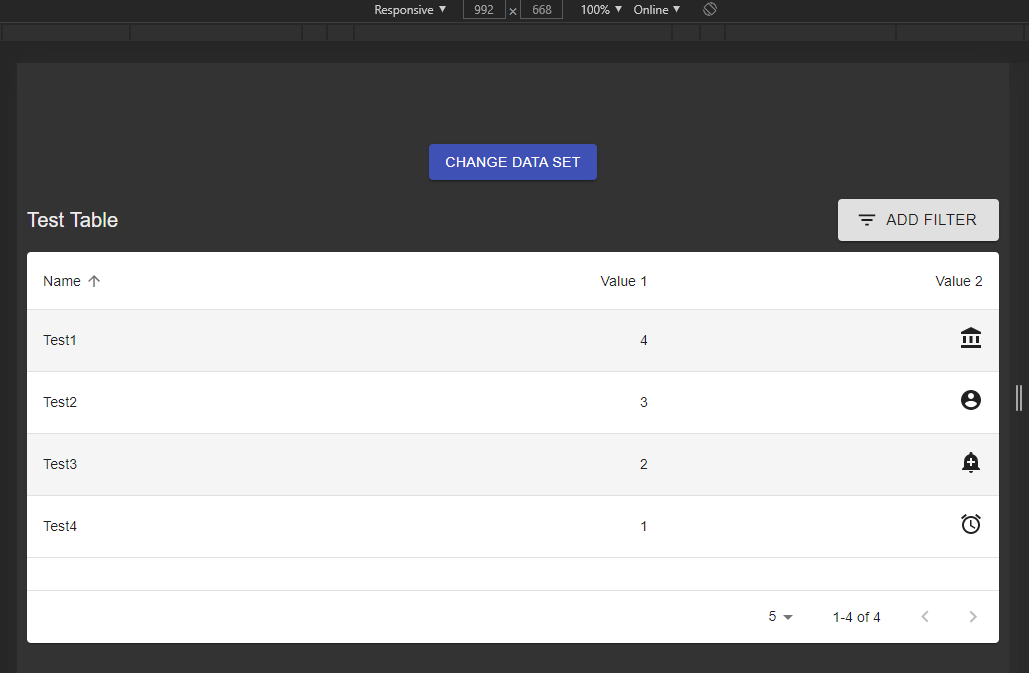 Responsive ▼ 992 × 668 100% ▼ Online ▼
CHANGE DATA SET
Test Table
ADD FILTER
Name Value 1 Value 2
Test1 4
Test2 3
Test3 2
Test4 1
5 1-4 of 4